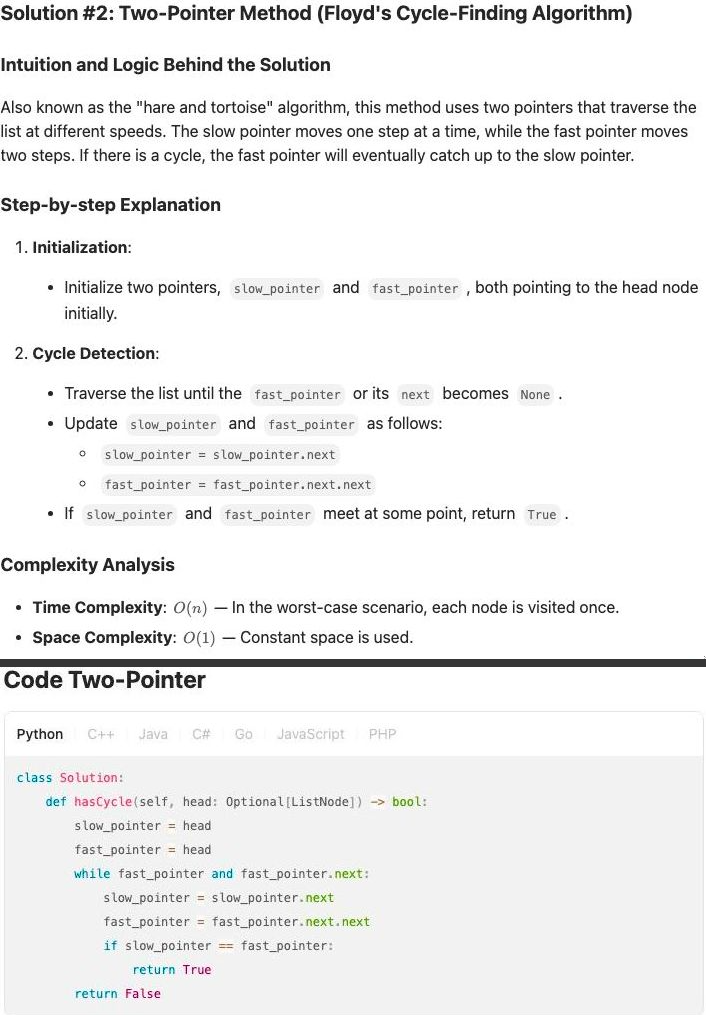 Solution #2: Two-Pointer Method (Floyd's Cycle-Finding Algorithm)
Intuition and Logic Behind the Solution
Also known as the "hare and tortoise" algorithm, this method uses two pointers that traverse the
list at different speeds. The slow pointer moves one step at a time, while the fast pointer moves
two steps. If there is a cycle, the fast pointer will eventually catch up to the slow pointer.
Step-by-step Explanation
1. Initialization:
• Initialize two pointers, slow_pointer and fast_pointer , both pointing to the head node
initially.
2. Cycle Detection:
• Traverse the list until the fast_pointer or its next becomes None .
• Update slow_pointer and fast_pointer as follows:
◦ slow_pointer = slow_pointer.next
◦ fast_pointer = fast_pointer.next.next
• If slow_pointer and fast_pointer meet at some point, return True .
Complexity Analysis
• Time Complexity: O(n) — In the worst-case scenario, each node is visited once.
• Space Complexity: O(1) — Constant space is used.
Code Two-Pointer
Python C++ Java C# Go JavaScript PHP
class Solution:
    def hasCycle(self, head: Optional[ListNode]) -> bool:
        slow_pointer = head
        fast_pointer = head
        while fast_pointer and fast_pointer.next:
            slow_pointer = slow_pointer.next
            fast_pointer = fast_pointer.next.next
            if slow_pointer == fast_pointer:
                return True
        return False